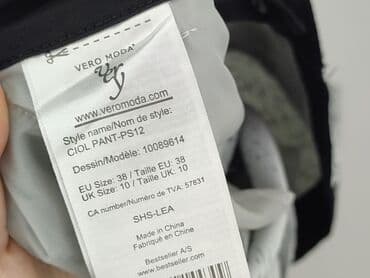 VERO MODA
very
www.veromoda.com
Style name/Nom de style:
CIOL PANT-PS12
Dessin/Modèle: 10089614
EU Size: 38 / Taille EU: 38
UK Size: 10 / Taille UK: 10
CA number/Numéro de TVA: 57831
SHS-LEA
Made in China
Fabriqué en Chine
Bestseller A/S
www.bestseller.com